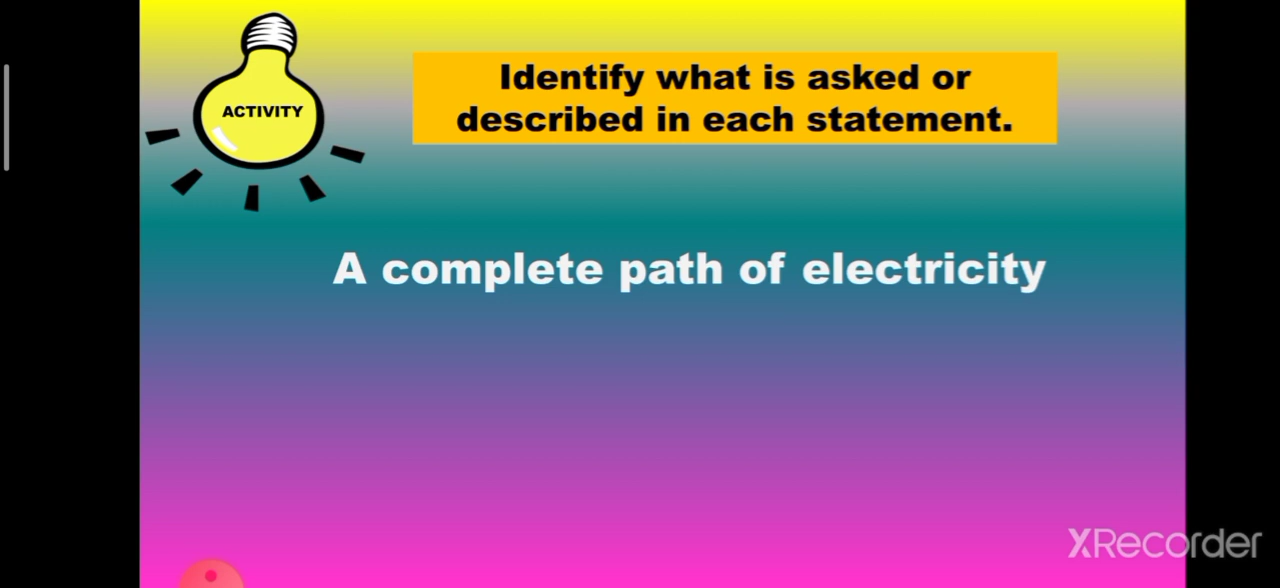 ACTIVITY
Identify what is asked or
described in each statement.
A complete path of electricity
XRecorder